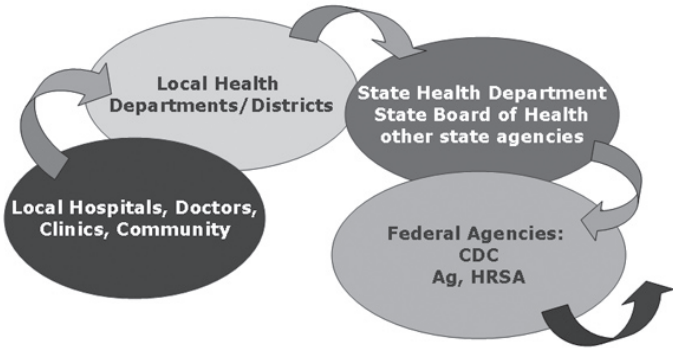 Local Health
Departments/Districts
State Health Department
State Board of Health
other state agencies
Local Hospitals, Doctors,
Clinics, Community
Federal Agencies:
CDC
Ag, HRSA